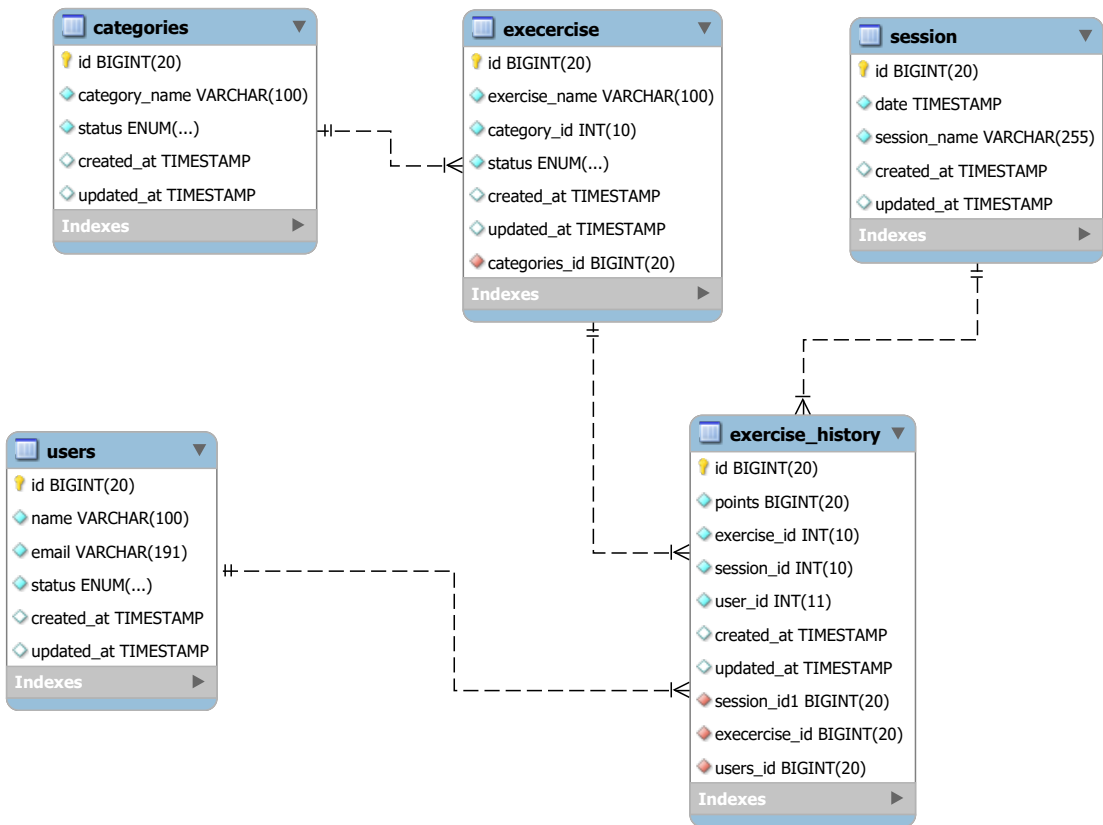 categories
id BIGINT(20)
category_name VARCHAR(100)
status ENUM(...)
created_at TIMESTAMP
updated_at TIMESTAMP
Indexes
execercise
id BIGINT(20)
exercise_name VARCHAR(100)
category_id INT(10)
status ENUM(...)
created_at TIMESTAMP
updated_at TIMESTAMP
categories_id BIGINT(20)
Indexes
session
id BIGINT(20)
date TIMESTAMP
session_name VARCHAR(255)
created_at TIMESTAMP
updated_at TIMESTAMP
Indexes
users
id BIGINT(20)
name VARCHAR(100)
email VARCHAR(191)
status ENUM(...)
created_at TIMESTAMP
updated_at TIMESTAMP
Indexes
exercise_history
id BIGINT(20)
points BIGINT(20)
exercise_id INT(10)
session_id INT(10)
user_id INT(11)
created_at TIMESTAMP
updated_at TIMESTAMP
session_id1 BIGINT(20)
execercise_id BIGINT(20)
users_id BIGINT(20)
Indexes